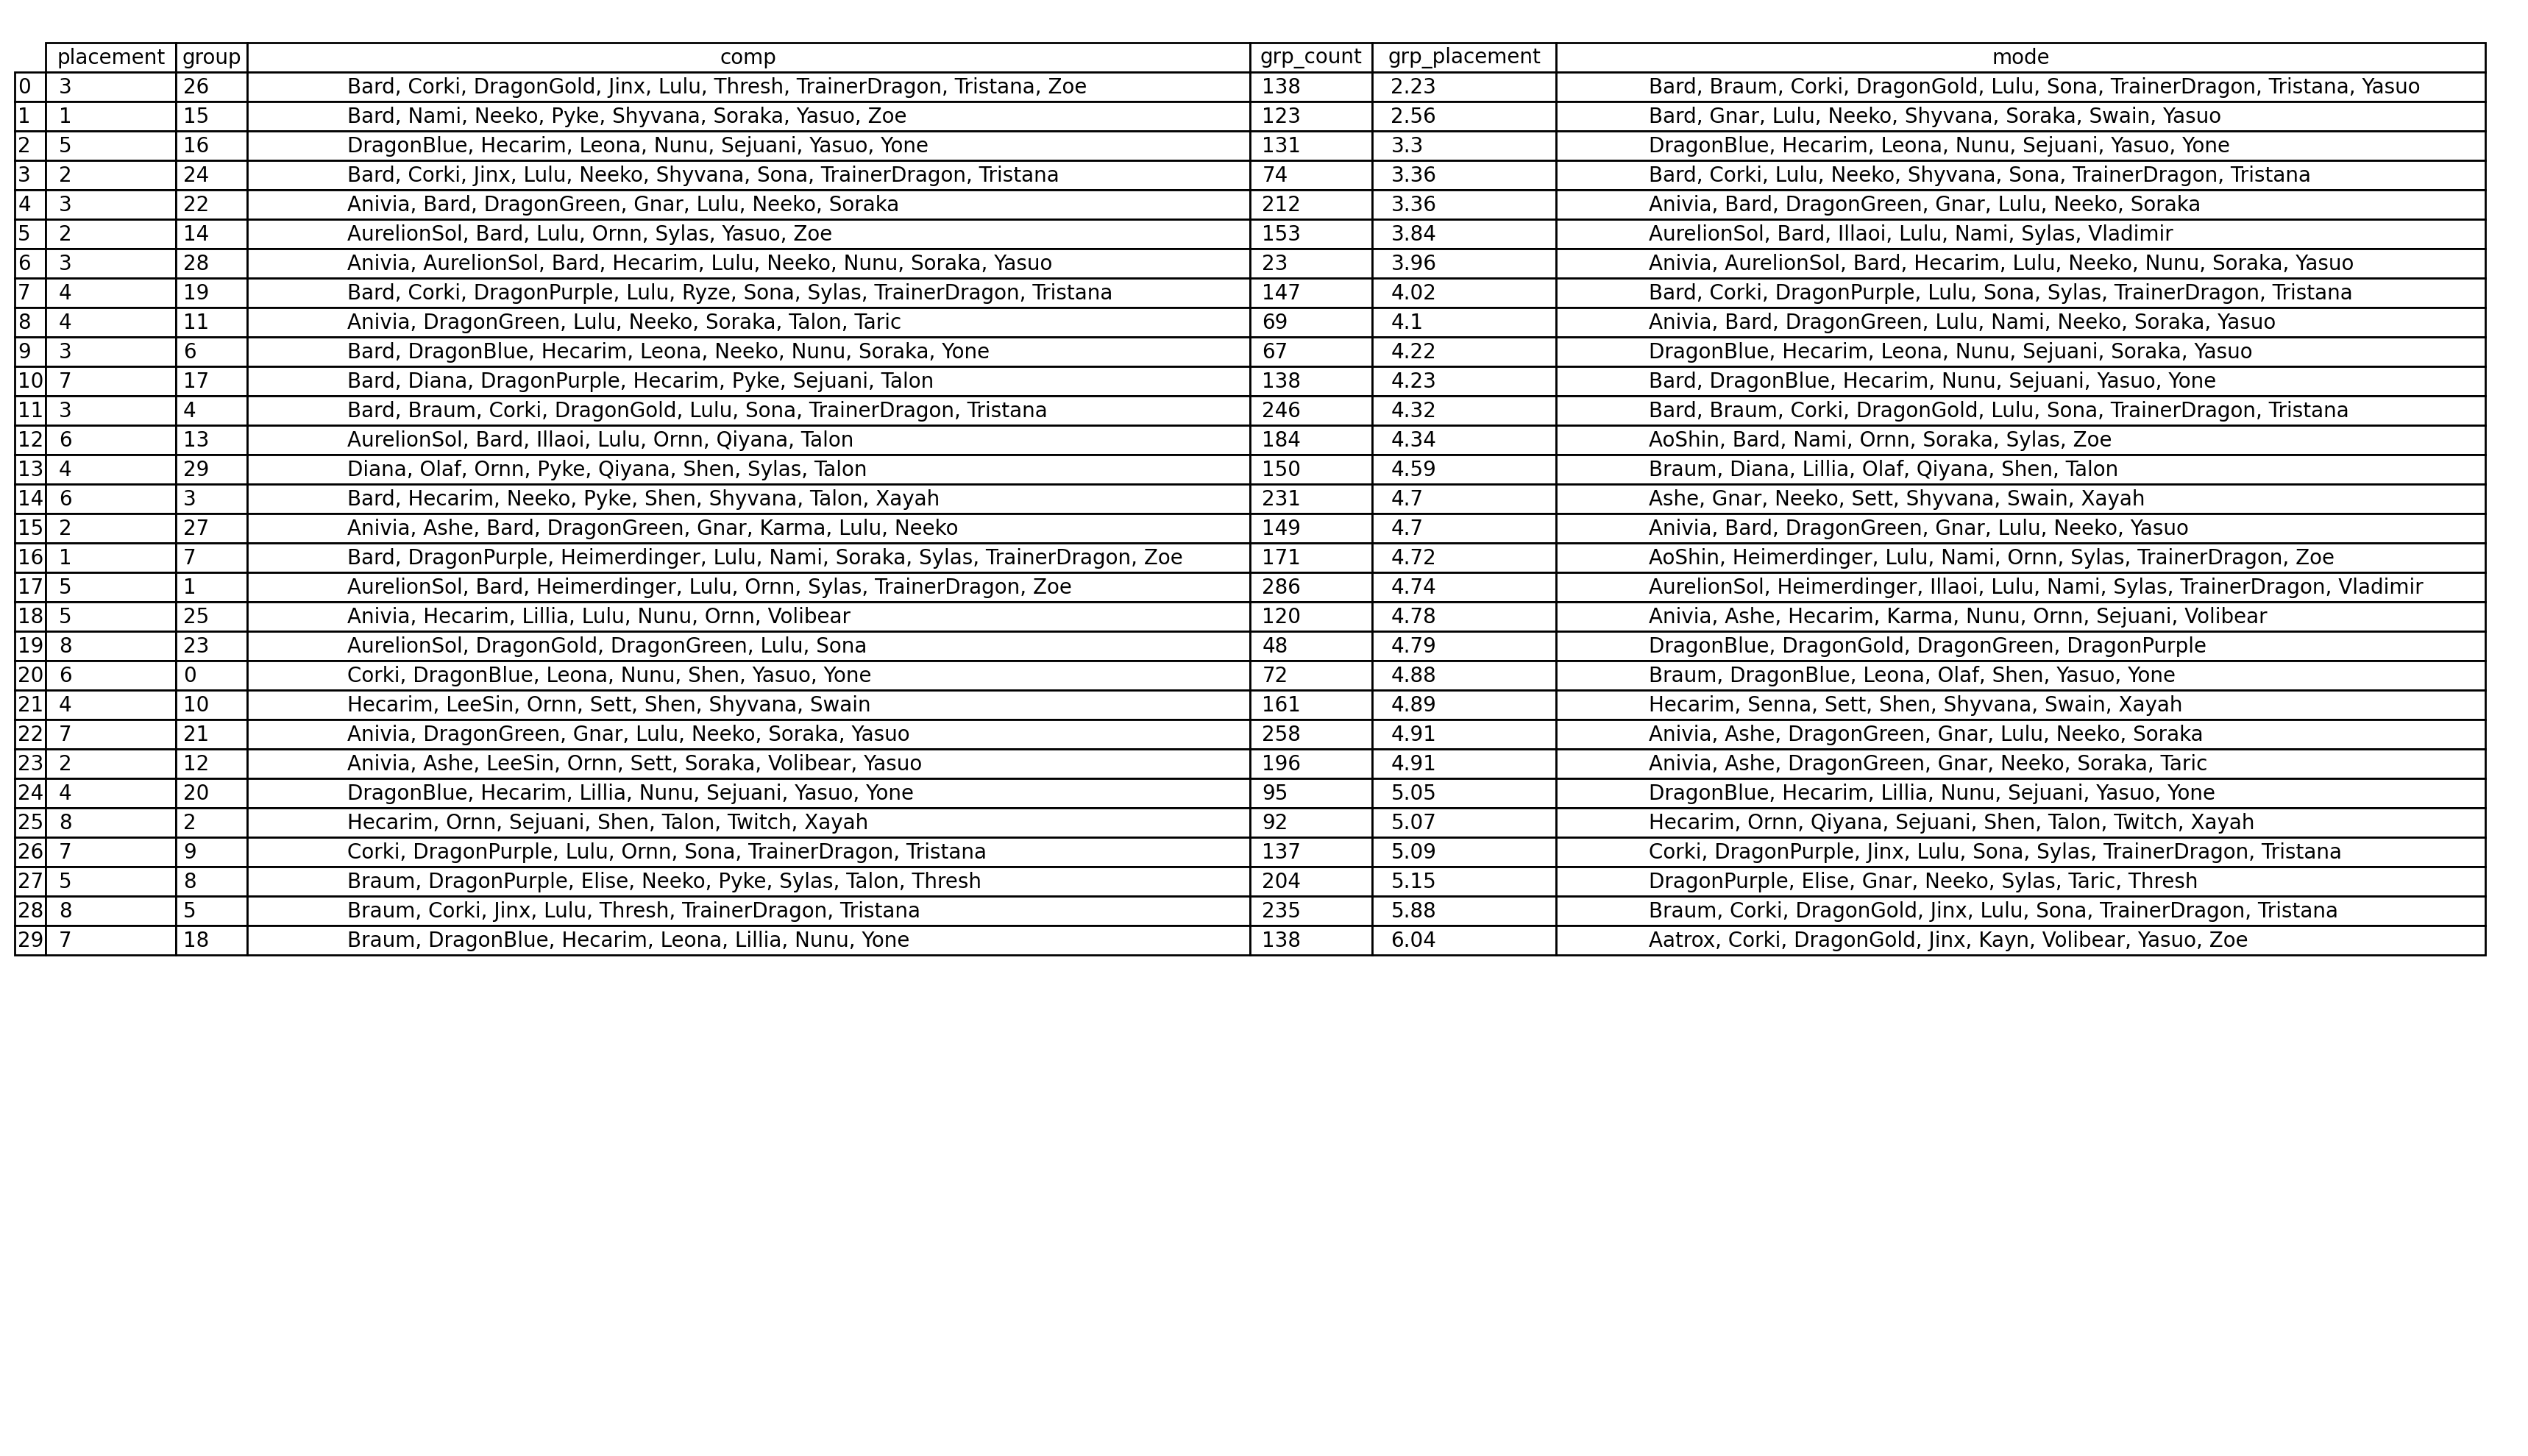 placement group comp grp_count grp_placement mode
0 3 26 Bard, Corki, DragonGold, Jinx, Lulu, Thresh, TrainerDragon, Tristana, Zoe 138 2.23 Bard, Braum, Corki, DragonGold, Lulu, Sona, TrainerDragon, Tristana, Yasuo
1 1 15 Bard, Nami, Neeko, Pyke, Shyvana, Soraka, Yasuo, Zoe 123 2.56 Bard, Gnar, Lulu, Neeko, Shyvana, Soraka, Swain, Yasuo
2 5 16 DragonBlue, Hecarim, Leona, Nunu, Sejuani, Yasuo, Yone 131 3.3 DragonBlue, Hecarim, Leona, Nunu, Sejuani, Yasuo, Yone
3 2 24 Bard, Corki, Jinx, Lulu, Neeko, Shyvana, Sona, TrainerDragon, Tristana 74 3.36 Bard, Corki, Lulu, Neeko, Shyvana, Sona, TrainerDragon, Tristana
4 3 22 Anivia, Bard, DragonGreen, Gnar, Lulu, Neeko, Soraka 212 3.36 Anivia, Bard, DragonGreen, Gnar, Lulu, Neeko, Soraka
5 2 14 AurelionSol, Bard, Lulu, Ornn, Sylas, Yasuo, Zoe 153 3.84 AurelionSol, Bard, Illaoi, Lulu, Nami, Sylas, Vladimir
6 3 28 Anivia, AurelionSol, Bard, Hecarim, Lulu, Neeko, Nunu, Soraka, Yasuo 23 3.96 Anivia, AurelionSol, Bard, Hecarim, Lulu, Neeko, Nunu, Soraka, Yasuo
7 4 19 Bard, Corki, DragonPurple, Lulu, Ryze, Sona, Sylas, TrainerDragon, Tristana 147 4.02 Bard, Corki, DragonPurple, Lulu, Sona, Sylas, TrainerDragon, Tristana
8 4 11 Anivia, DragonGreen, Lulu, Neeko, Soraka, Talon, Taric 69 4.1 Anivia, Bard, DragonGreen, Lulu, Nami, Neeko, Soraka, Yasuo
9 3 6 Bard, DragonBlue, Hecarim, Leona, Neeko, Nunu, Soraka, Yone 67 4.22 DragonBlue, Hecarim, Leona, Nunu, Sejuani, Soraka, Yasuo
10 7 17 Bard, Diana, DragonPurple, Hecarim, Pyke, Sejuani, Talon 138 4.23 Bard, DragonBlue, Hecarim, Nunu, Sejuani, Yasuo, Yone
11 3 4 Bard, Braum, Corki, DragonGold, Lulu, Sona, TrainerDragon, Tristana 246 4.32 Bard, Braum, Corki, DragonGold, Lulu, Sona, TrainerDragon, Tristana
12 6 13 AurelionSol, Bard, Illaoi, Lulu, Ornn, Qiyana, Talon 184 4.34 AoShin, Bard, Nami, Ornn, Soraka, Sylas, Zoe
13 4 29 Diana, Olaf, Ornn, Pyke, Qiyana, Shen, Sylas, Talon 150 4.59 Braum, Diana, Lillia, Olaf, Qiyana, Shen, Talon
14 6 3 Bard, Hecarim, Neeko, Pyke, Shen, Shyvana, Talon, Xayah 231 4.7 Ashe, Gnar, Neeko, Sett, Shyvana, Swain, Xayah
15 2 27 Anivia, Ashe, Bard, DragonGreen, Gnar, Karma, Lulu, Neeko 149 4.7 Anivia, Bard, DragonGreen, Gnar, Lulu, Neeko, Yasuo
16 1 7 Bard, DragonPurple, Heimerdinger, Lulu, Nami, Soraka, Sylas, TrainerDragon, Zoe 171 4.72 AoShin, Heimerdinger, Lulu, Nami, Ornn, Sylas, TrainerDragon, Zoe
17 5 1 AurelionSol, Bard, Heimerdinger, Lulu, Ornn, Sylas, TrainerDragon, Zoe 286 4.74 AurelionSol, Heimerdinger, Illaoi, Lulu, Nami, Sylas, TrainerDragon, Vladimir
18 5 25 Anivia, Hecarim, Lillia, Lulu, Nunu, Ornn, Volibear 120 4.78 Anivia, Ashe, Hecarim, Karma, Nunu, Ornn, Sejuani, Volibear
19 8 23 AurelionSol, DragonGold, DragonGreen, Lulu, Sona 48 4.79 DragonBlue, DragonGold, DragonGreen, DragonPurple
20 6 0 Corki, DragonBlue, Leona, Nunu, Shen, Yasuo, Yone 72 4.88 Braum, DragonBlue, Leona, Olaf, Shen, Yasuo, Yone
21 4 10 Hecarim, LeeSin, Ornn, Sett, Shen, Shyvana, Swain 161 4.89 Hecarim, Senna, Sett, Shen, Shyvana, Swain, Xayah
22 7 21 Anivia, DragonGreen, Gnar, Lulu, Neeko, Soraka, Yasuo 258 4.91 Anivia, Ashe, DragonGreen, Gnar, Lulu, Neeko, Soraka
23 2 12 Anivia, Ashe, LeeSin, Ornn, Sett, Soraka, Volibear, Yasuo 196 4.91 Anivia, Ashe, DragonGreen, Gnar, Neeko, Soraka, Taric
24 4 20 DragonBlue, Hecarim, Lillia, Nunu, Sejuani, Yasuo, Yone 95 5.05 DragonBlue, Hecarim, Lillia, Nunu, Sejuani, Yasuo, Yone
25 8 2 Hecarim, Ornn, Sejuani, Shen, Talon, Twitch, Xayah 92 5.07 Hecarim, Ornn, Qiyana, Sejuani, Shen, Talon, Twitch, Xayah
26 7 9 Corki, DragonPurple, Lulu, Ornn, Sona, TrainerDragon, Tristana 137 5.09 Corki, DragonPurple, Jinx, Lulu, Sona, Sylas, TrainerDragon, Tristana
27 5 8 Braum, DragonPurple, Elise, Neeko, Pyke, Sylas, Talon, Thresh 204 5.15 DragonPurple, Elise, Gnar, Neeko, Sylas, Taric, Thresh
28 8 5 Braum, Corki, Jinx, Lulu, Thresh, TrainerDragon, Tristana 235 5.88 Braum, Corki, DragonGold, Jinx, Lulu, Sona, TrainerDragon, Tristana
29 7 18 Braum, DragonBlue, Hecarim, Leona, Lillia, Nunu, Yone 138 6.04 Aatrox, Corki, DragonGold, Jinx, Kayn, Volibear, Yasuo, Zoe